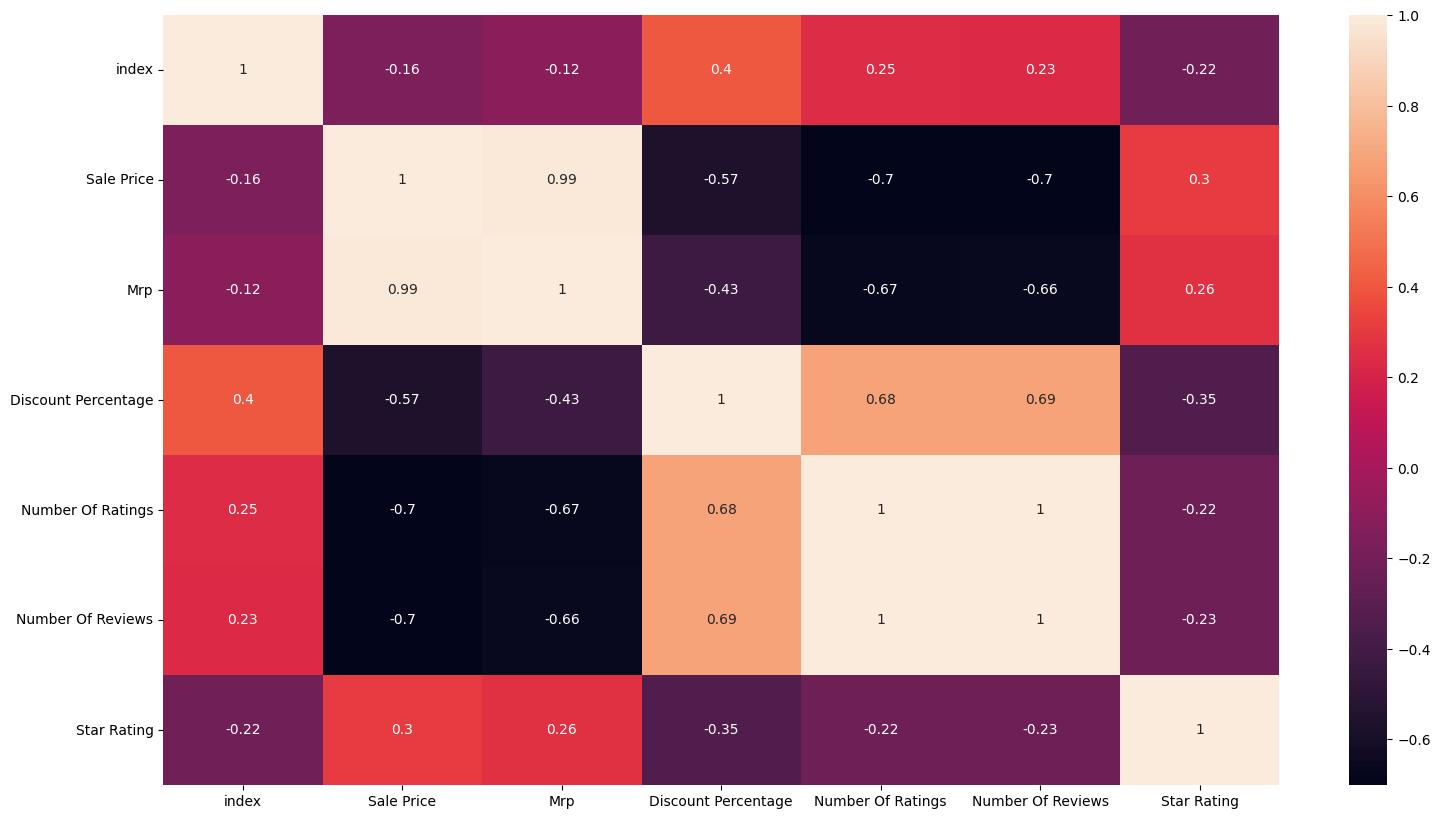 index 1 -0.16 -0.12 0.4 0.25 0.23 -0.22
Sale Price -0.16 1 0.99 -0.57 -0.7 -0.7 0.3
Mrp -0.12 0.99 1 -0.43 -0.67 -0.66 0.26
Discount Percentage 0.4 -0.57 -0.43 1 0.68 0.69 -0.35
Number Of Ratings 0.25 -0.7 -0.67 0.68 1 1 -0.22
Number Of Reviews 0.23 -0.7 -0.66 0.69 1 1 -0.23
Star Rating -0.22 0.3 0.26 -0.35 -0.22 -0.23 1
index Sale Price Mrp Discount Percentage Number Of Ratings Number Of Reviews Star Rating
1.0
0.8
0.6
0.4
0.2
0.0
−0.2
−0.4
−0.6